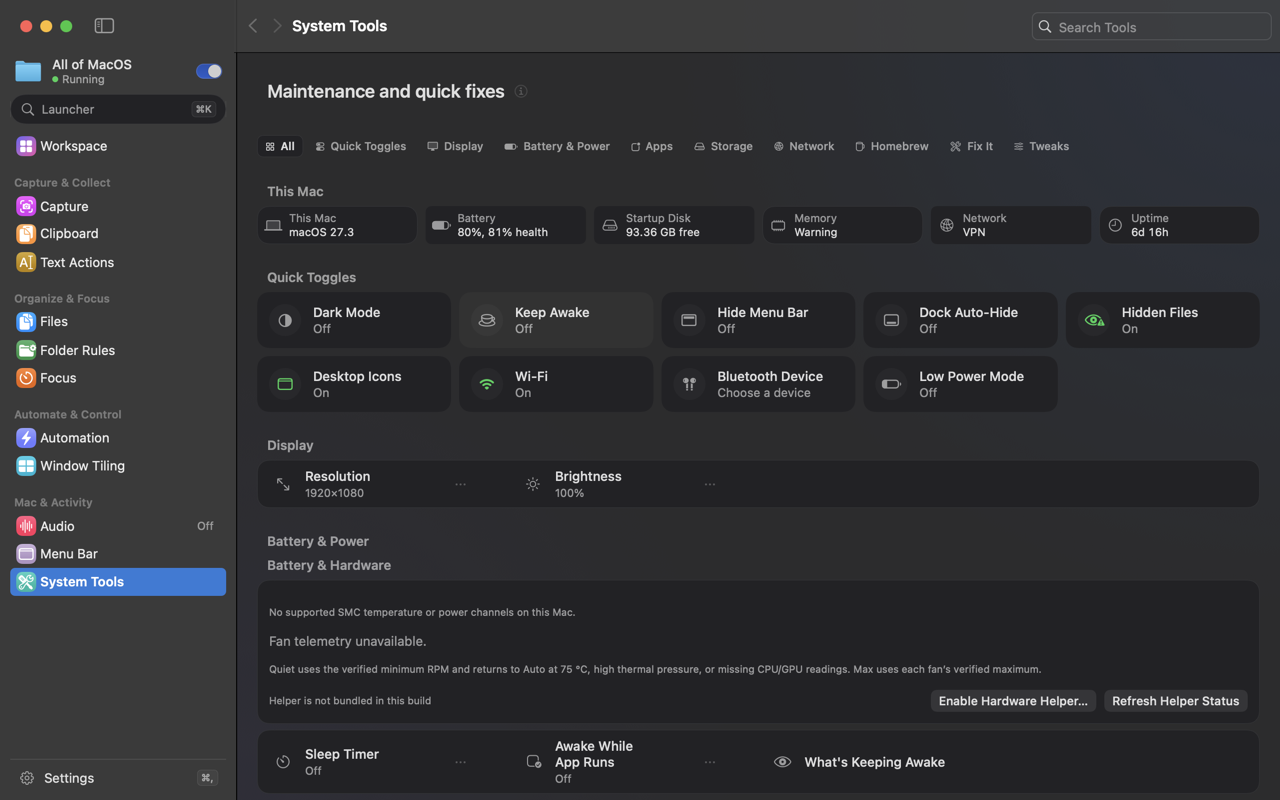 System Tools
Search Tools
All of MacOS
Running
Launcher ⌘K
Workspace
Capture & Collect
Capture
Clipboard
Text Actions
Organize & Focus
Files
Folder Rules
Focus
Automate & Control
Automation
Window Tiling
Mac & Activity
Audio Off
Menu Bar
System Tools
Settings ⌘,
Maintenance and quick fixes
All Quick Toggles Display Battery & Power Apps Storage Network Homebrew Fix It Tweaks
This Mac
This Mac
macOS 27.3
Battery
80%, 81% health
Startup Disk
93.36 GB free
Memory
Warning
Network
VPN
Uptime
6d 16h
Quick Toggles
Dark Mode
Off
Keep Awake
Off
Hide Menu Bar
Off
Dock Auto-Hide
Off
Hidden Files
On
Desktop Icons
On
Wi-Fi
On
Bluetooth Device
Choose a device
Low Power Mode
Off
Display
Resolution
1920×1080
...
Brightness
100%
...
Battery & Power
Battery & Hardware
No supported SMC temperature or power channels on this Mac.
Fan telemetry unavailable.
Quiet uses the verified minimum RPM and returns to Auto at 75 °C, high thermal pressure, or missing CPU/GPU readings. Max uses each fan's verified maximum.
Helper is not bundled in this build
Enable Hardware Helper...
Refresh Helper Status
Sleep Timer
Off
...
Awake While
App Runs
Off
...
What's Keeping Awake